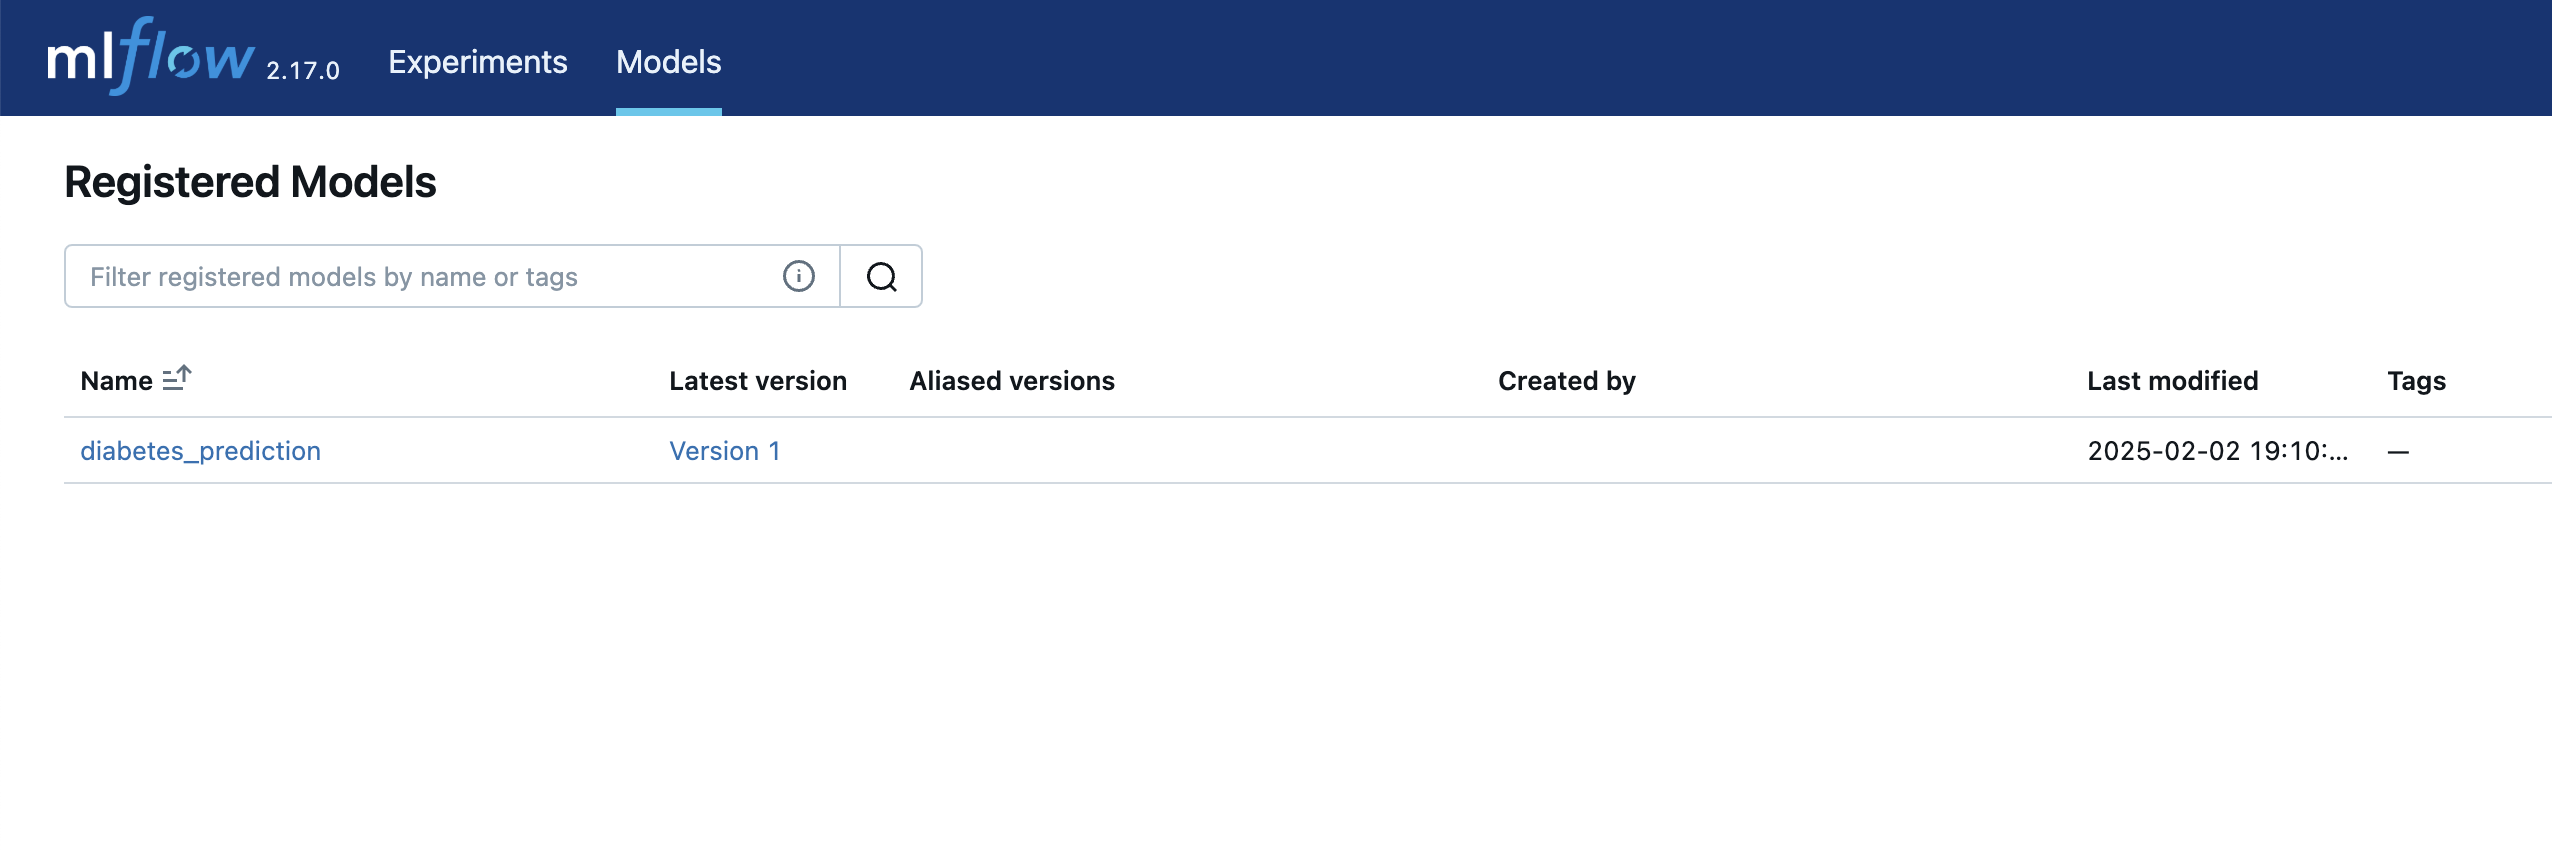 mlflow 2.17.0 Experiments Models
Registered Models
Filter registered models by name or tags
Name Latest version Aliased versions Created by Last modified Tags
diabetes_prediction Version 1 2025-02-02 19:10:... —